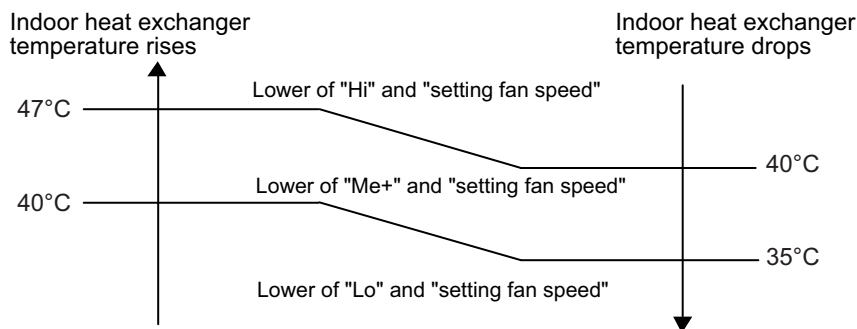 Indoor heat exchanger
temperature rises
Indoor heat exchanger
temperature drops
Lower of "Hi" and "setting fan speed"
47°C
40°C
Lower of "Me+" and "setting fan speed"
40°C
35°C
Lower of "Lo" and "setting fan speed"